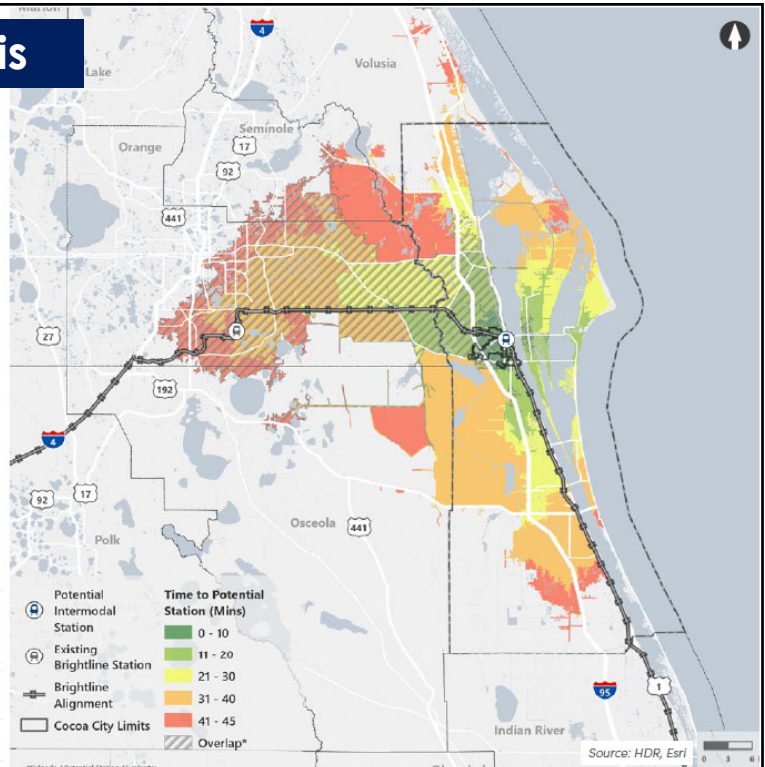 is
Marion
4
Volusia
Lake
Seminole
Orange
17
92
441
27
192
4
92
17
Polk
Osceola
441
95
1
Indian River
Potential
Intermodal
Station
Existing
Brightline Station
Brightline
Alignment
Cocoa City Limits
Time to Potential
Station (Mins)
0 - 10
11 - 20
21 - 30
31 - 40
41 - 45
Overlap*
Source: HDR, Esri
0 3 6